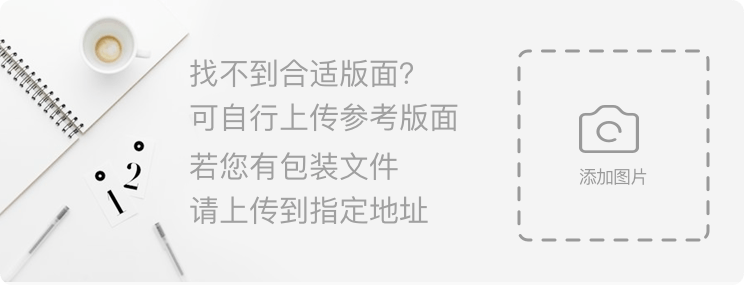 找不到合适版面?
可自行上传参考版面
若您有包装文件
请上传到指定地址
添加图片
1
2